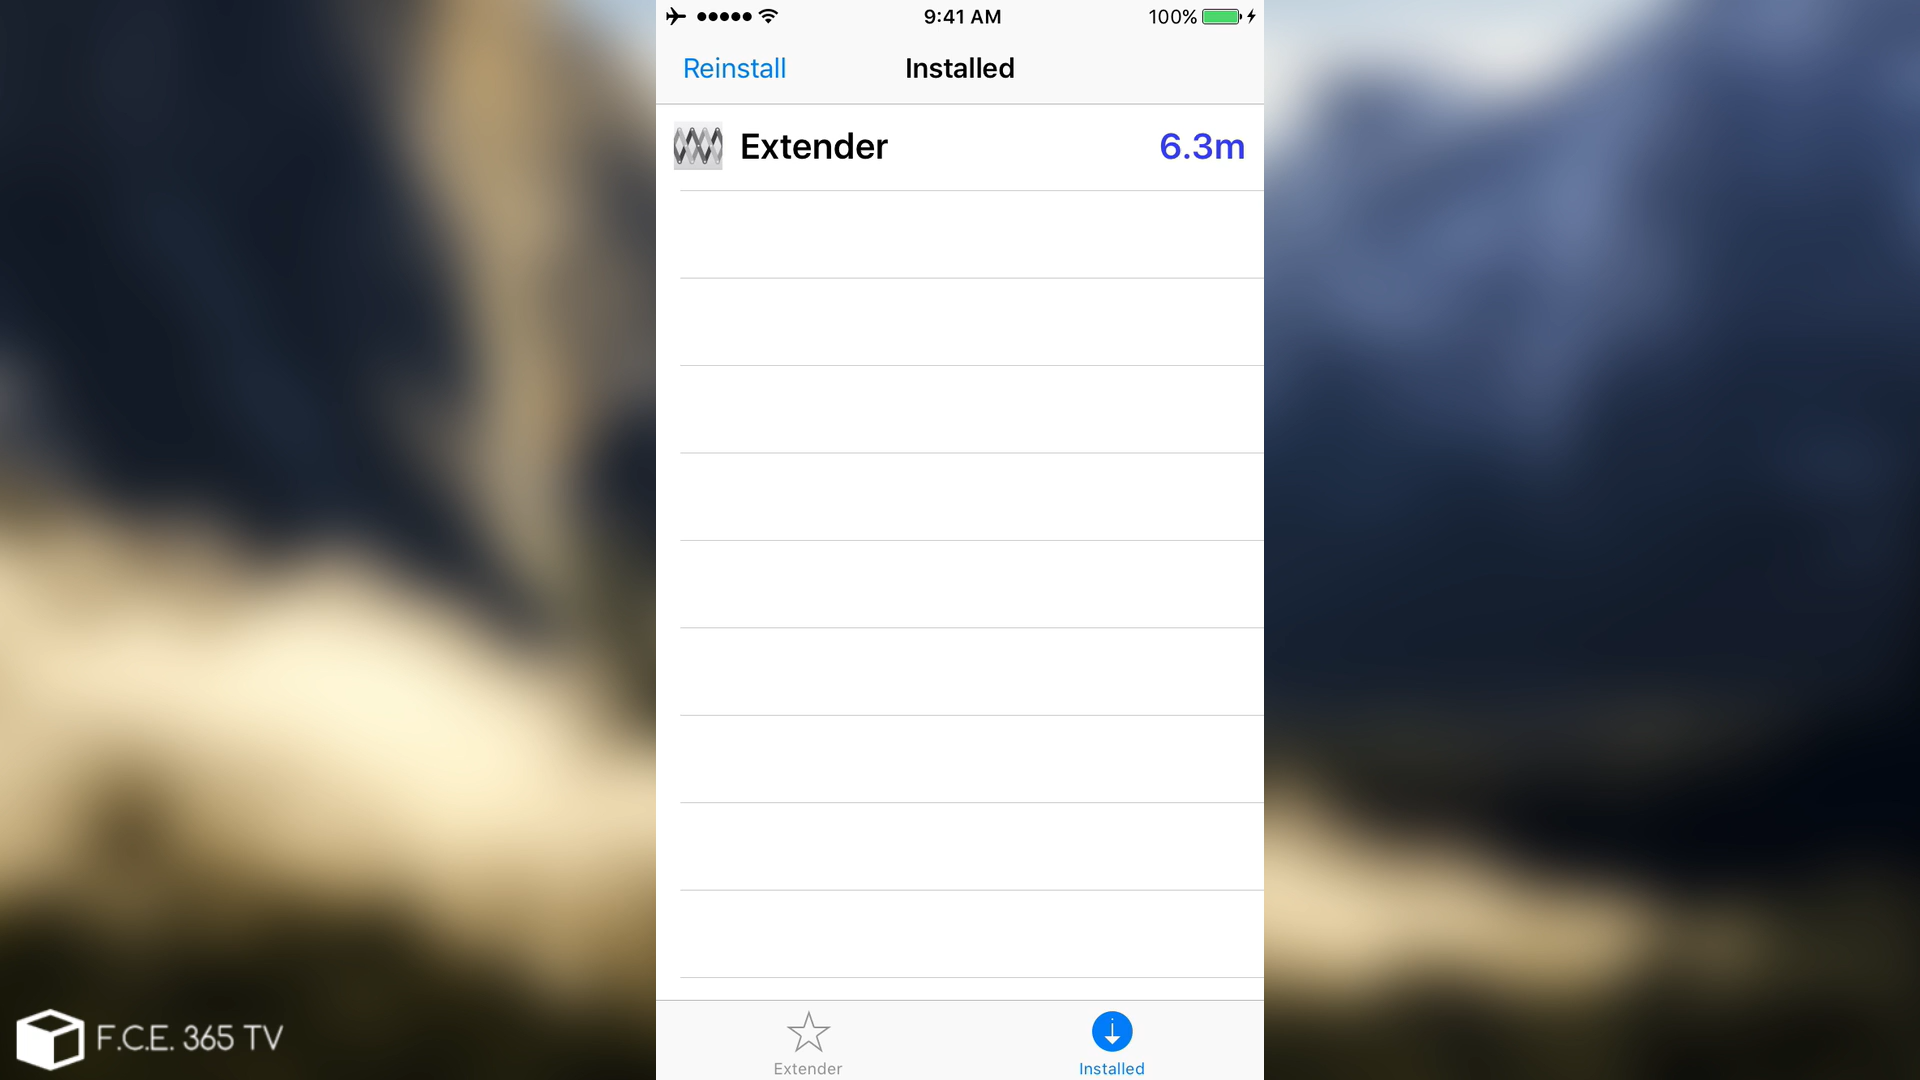 9:41 AM
100%
Reinstall
Installed
Extender
6.3m
Extender
Installed
F.C.E. 365 TV